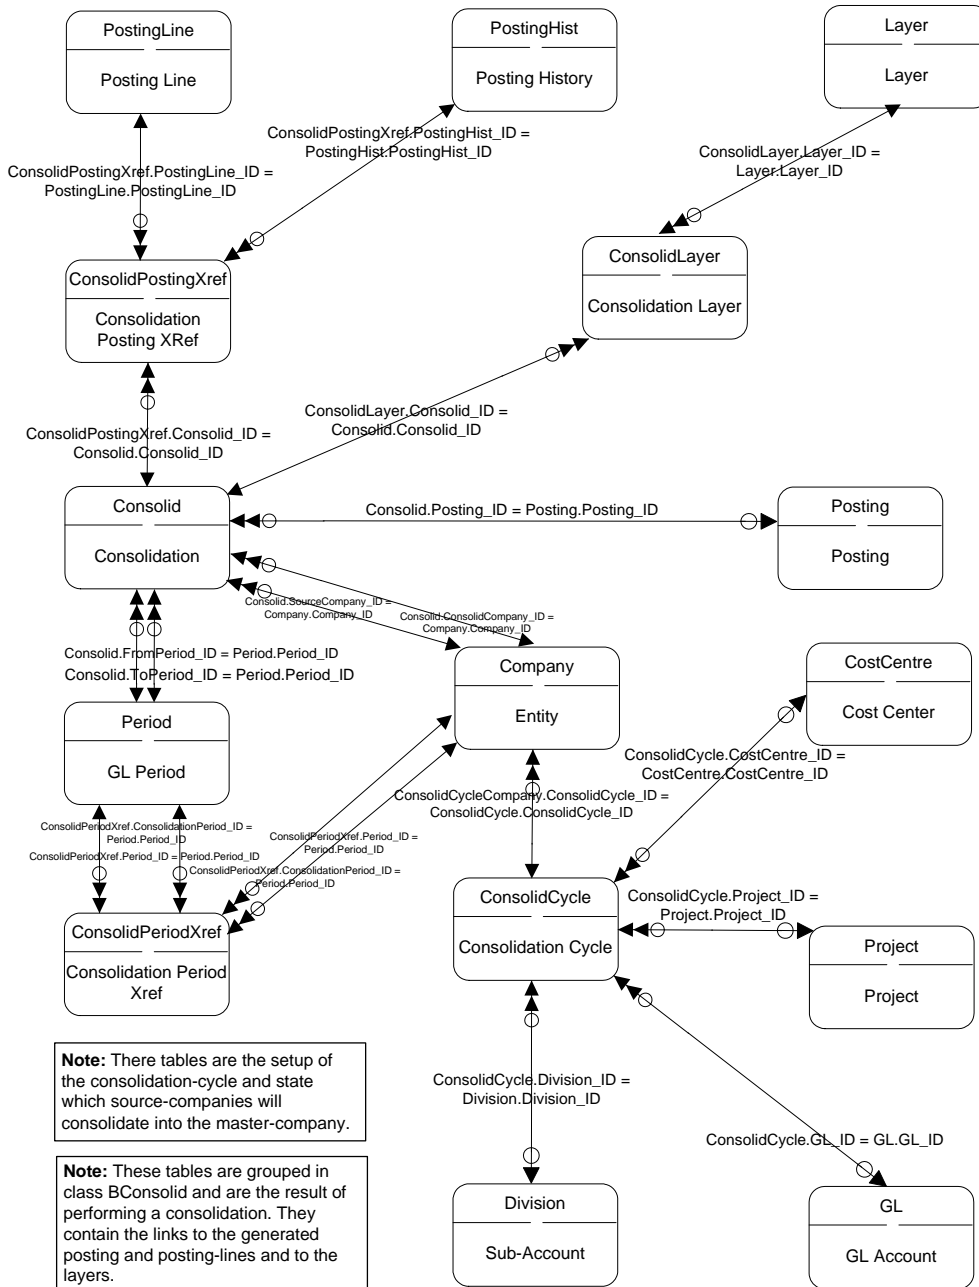 PostingLine
Posting Line
PostingHist
Posting History
Layer
Layer
ConsolidPostingXref.PostingHist_ID =
PostingHist.PostingHist_ID
ConsolidPostingXref.PostingLine_ID =
PostingLine.PostingLine_ID
ConsolidLayer.Layer_ID =
Layer.Layer_ID
ConsolidPostingXref
Consolidation
Posting XRef
ConsolidLayer
Consolidation Layer
ConsolidLayer.Consolid_ID =
Consolid.Consolid_ID
ConsolidPostingXref.Consolid_ID =
Consolid.Consolid_ID
Consolid
Consolidation
Consolid.Posting_ID = Posting.Posting_ID
Posting
Posting
Consolid.SourceCompany_ID =
Company.Company_ID
Consolid.ConsolidCompany_ID =
Company.Company_ID
Consolid.FromPeriod_ID = Period.Period_ID
Consolid.ToPeriod_ID = Period.Period_ID
Company
Entity
CostCentre
Cost Center
Period
GL Period
ConsolidCycle.CostCentre_ID =
CostCentre.CostCentre_ID
ConsolidCycleCompany.ConsolidCycle_ID =
ConsolidCycle.ConsolidCycle_ID
ConsolidPeriodXref.ConsolidationPeriod_ID =
Period.Period_ID
ConsolidPeriodXref.Period_ID = Period.Period_ID
ConsolidPeriodXref.Period_ID =
Period.Period_ID
ConsolidPeriodXref.ConsolidationPeriod_ID =
Period.Period_ID
ConsolidPeriodXref
Consolidation Period
Xref
ConsolidCycle
Consolidation Cycle
ConsolidCycle.Project_ID =
Project.Project_ID
Project
Project
Note: There tables are the setup of
the consolidation-cycle and state
which source-companies will
consolidate into the master-company.
ConsolidCycle.Division_ID =
Division.Division_ID
ConsolidCycle.GL_ID = GL.GL_ID
Note: These tables are grouped in
class BConsolid and are the result of
performing a consolidation. They
contain the links to the generated
posting and posting-lines and to the
layers.
Division
Sub-Account
GL
GL Account